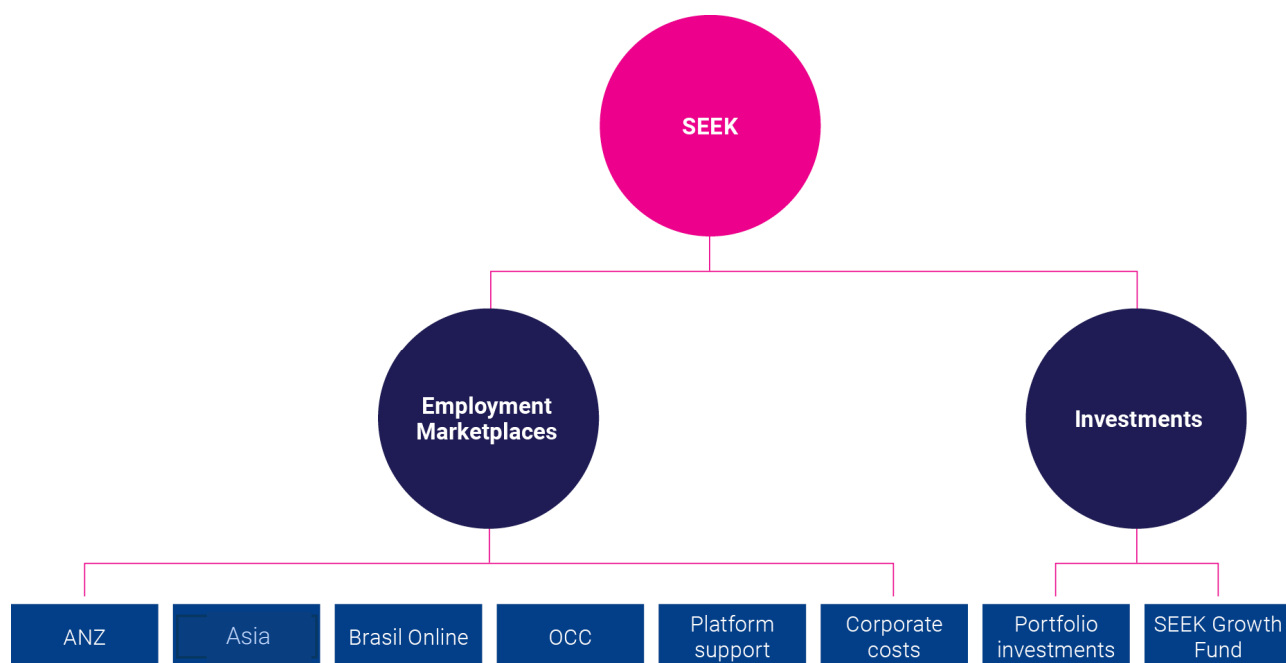 SEEK
Employment
Marketplaces
Investments
ANZ
Asia
Brasil Online
OCC
Platform
support
Corporate
costs
Portfolio
investments
SEEK Growth
Fund